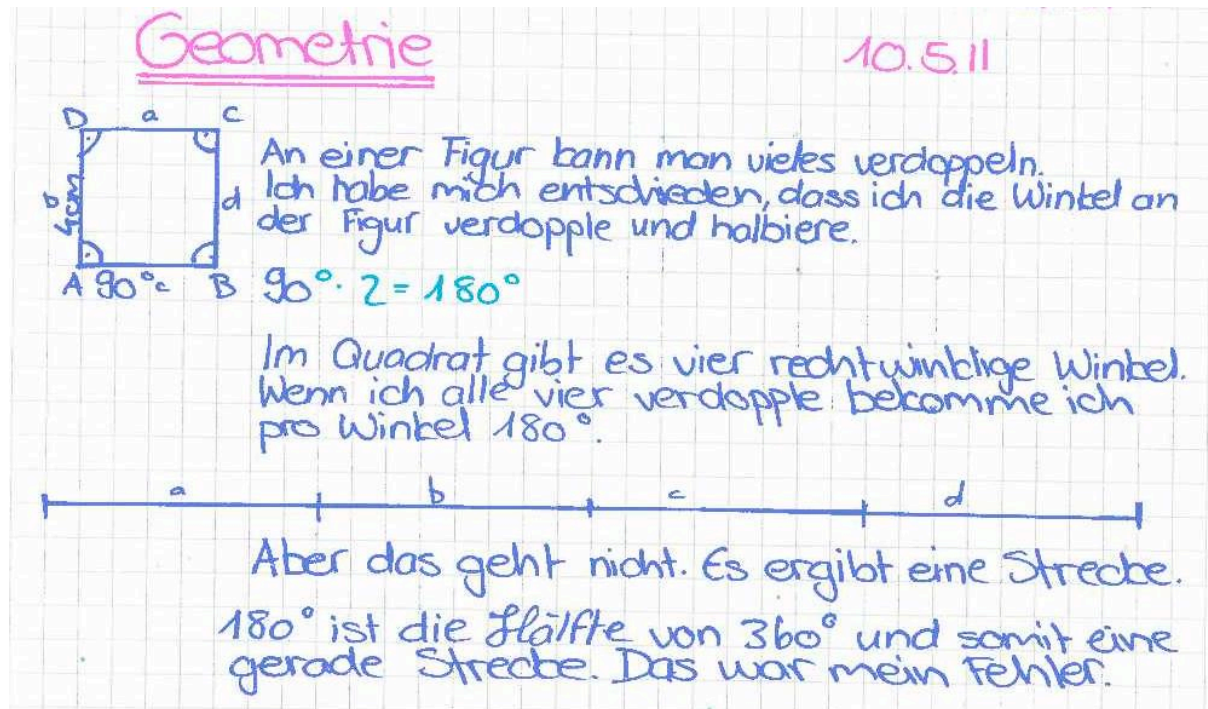 Geometrie 10.5.11
D a C
An einer Figur kann man vieles verdoppeln.
Ich habe mich entschieden, dass ich die Winkel an
b 4cm d
der Figur verdopple und halbiere.
A 90° c B 90° · 2 = 180°
Im Quadrat gibt es vier rechtwinklige Winkel.
Wenn ich alle vier verdopple bekomme ich
pro Winkel 180°.
a b c d
Aber das geht nicht. Es ergibt eine Strecke.
180° ist die Hälfte von 360° und somit eine
gerade Strecke. Das war mein Fehler.